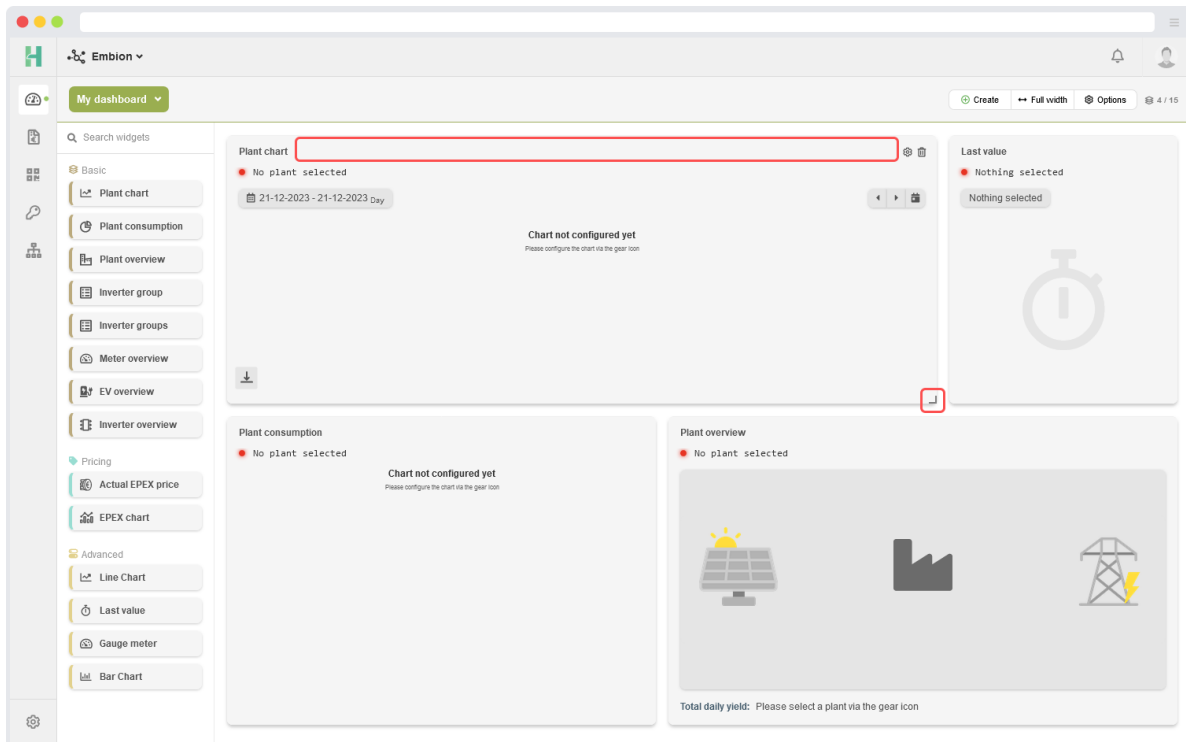 Embion
My dashboard
Create
Full width
Options
4 / 15
Search widgets
Basic
Plant chart
Plant consumption
Plant overview
Inverter group
Inverter groups
Meter overview
EV overview
Inverter overview
Pricing
Actual EPEX price
EPEX chart
Advanced
Line Chart
Last value
Gauge meter
Bar Chart
Plant chart
No plant selected
21-12-2023 - 21-12-2023 Day
Chart not configured yet
Please configure the chart via the gear icon
Last value
Nothing selected
Nothing selected
Plant consumption
No plant selected
Chart not configured yet
Please configure the chart via the gear icon
Plant overview
No plant selected
Total daily yield: Please select a plant via the gear icon